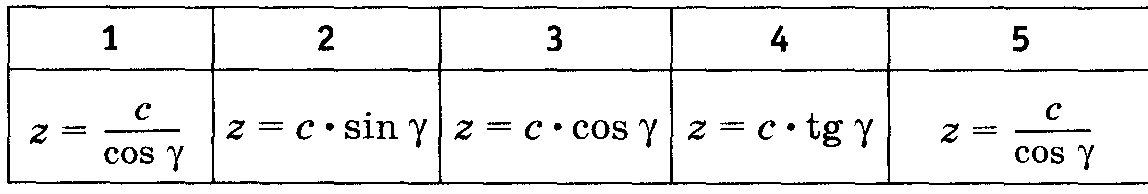 1 2 3 4 5
z = c / cos γ z = c · sin γ z = c · cos γ z = c · tg γ z = c / cos γ